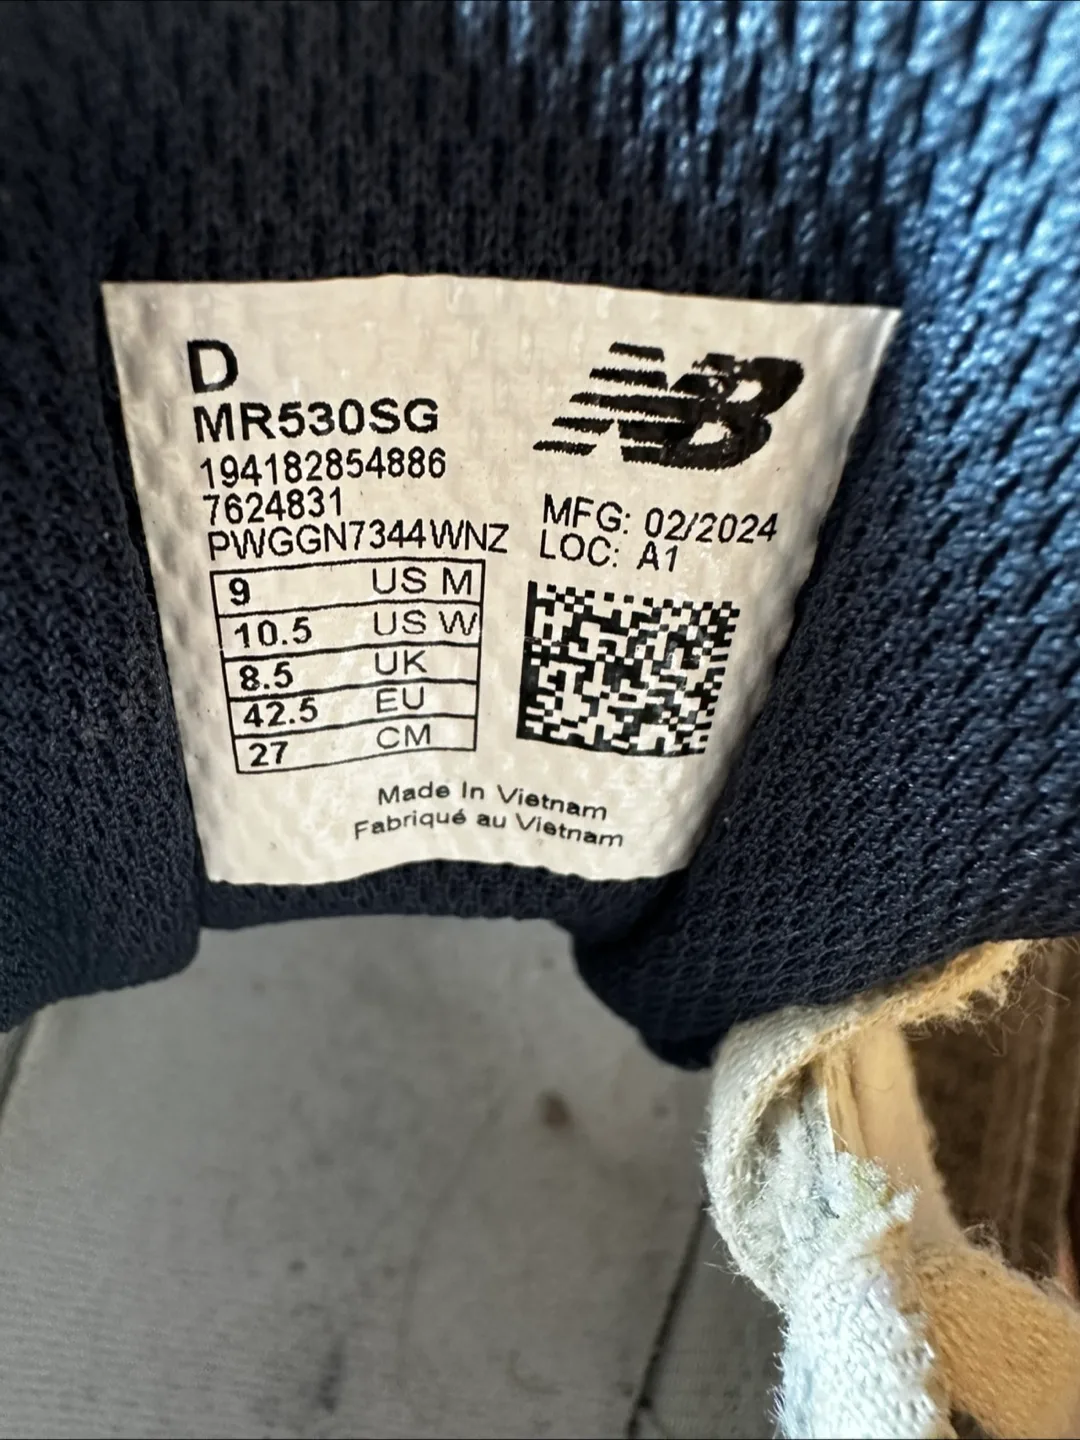 D
MR530SG
194182854886
7624831
PWGGN7344WNZ
9 US M
10.5 US W
8.5 UK
42.5 EU
27 CM
NB
MFG: 02/2024
LOC: A1
Made In Vietnam
Fabriqué au Vietnam